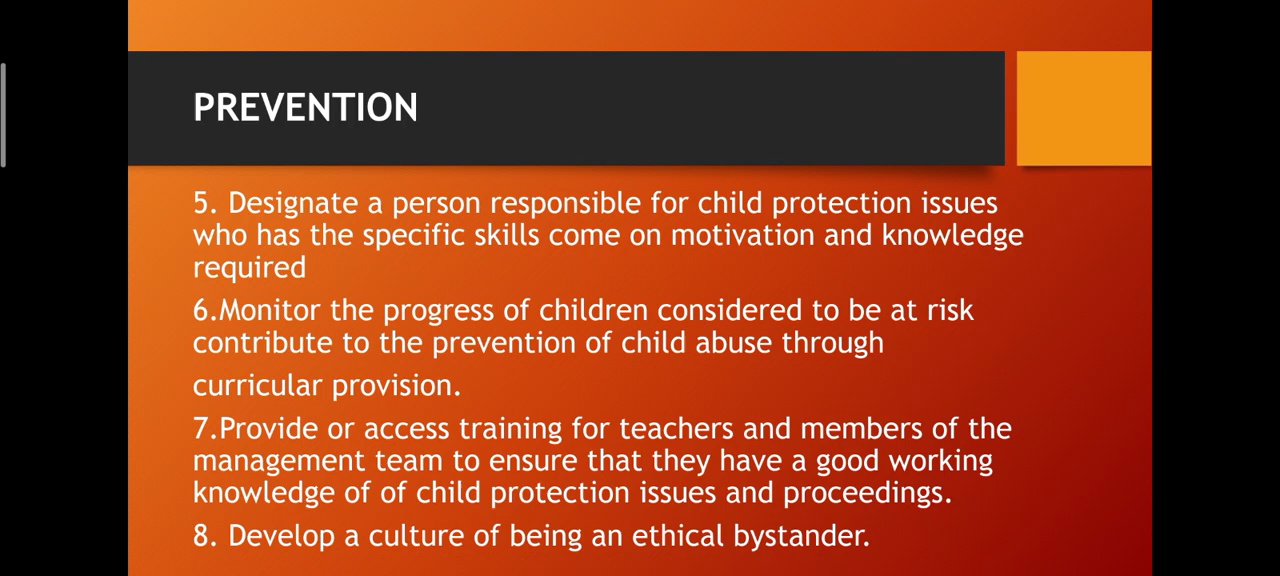 PREVENTION
5. Designate a person responsible for child protection issues
who has the specific skills come on motivation and knowledge
required
6.Monitor the progress of children considered to be at risk
contribute to the prevention of child abuse through
curricular provision.
7.Provide or access training for teachers and members of the
management team to ensure that they have a good working
knowledge of of child protection issues and proceedings.
8. Develop a culture of being an ethical bystander.